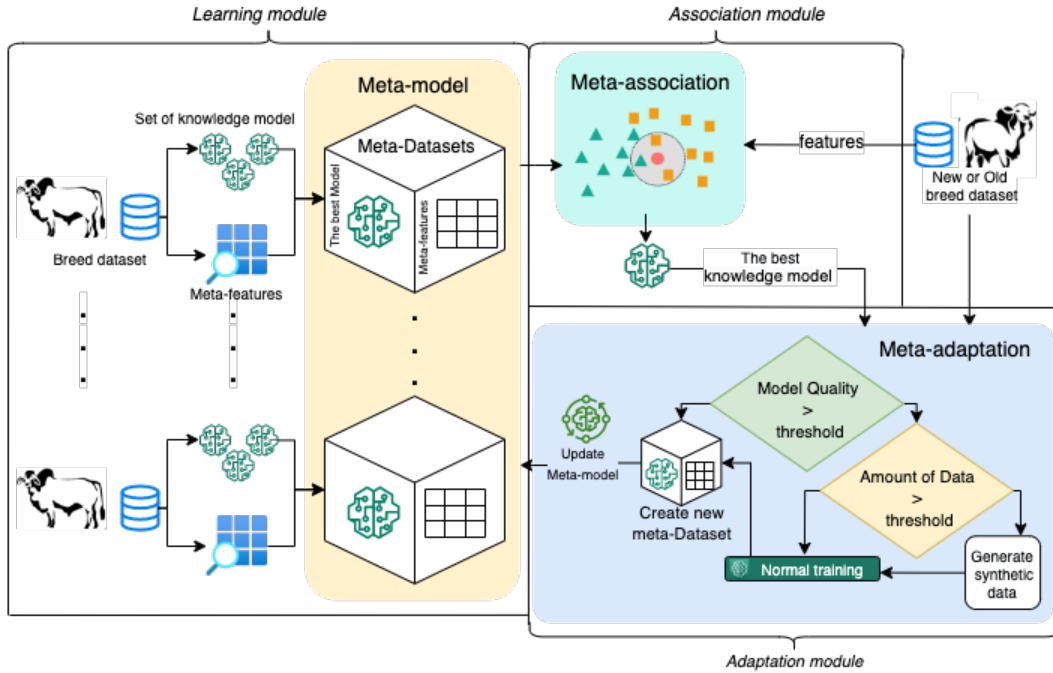 Learning module
Association module
Meta-model
Meta-association
Set of knowledge model
Meta-Datasets
The best Model
Meta-features
Breed dataset
Meta-features
features
New or Old
breed dataset
The best
knowledge model
Meta-adaptation
Model Quality
>
threshold
Amount of Data
>
threshold
Update
Meta-model
Create new
meta-Dataset
Normal training
Generate
synthetic
data
Adaptation module